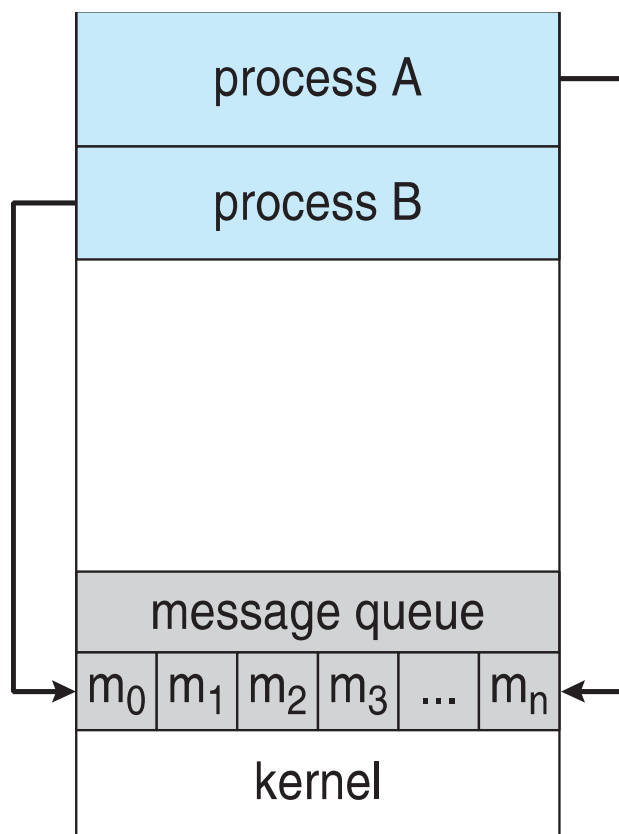 process A
process B
message queue
m₀ m₁ m₂ m₃ ... mₙ
kernel